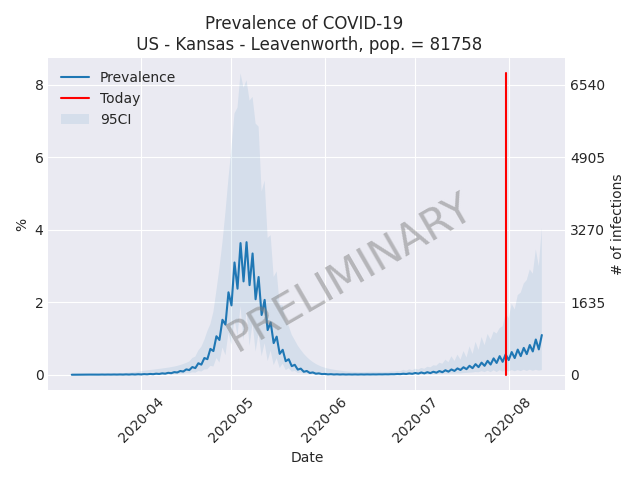 Prevalence of COVID-19
US - Kansas - Leavenworth, pop. = 81758
Prevalence
Today
95CI
PRELIMINARY
%
8
6
4
2
0
6540
4905
3270
1635
0
# of infections
2020-04
2020-05
2020-06
2020-07
2020-08
Date